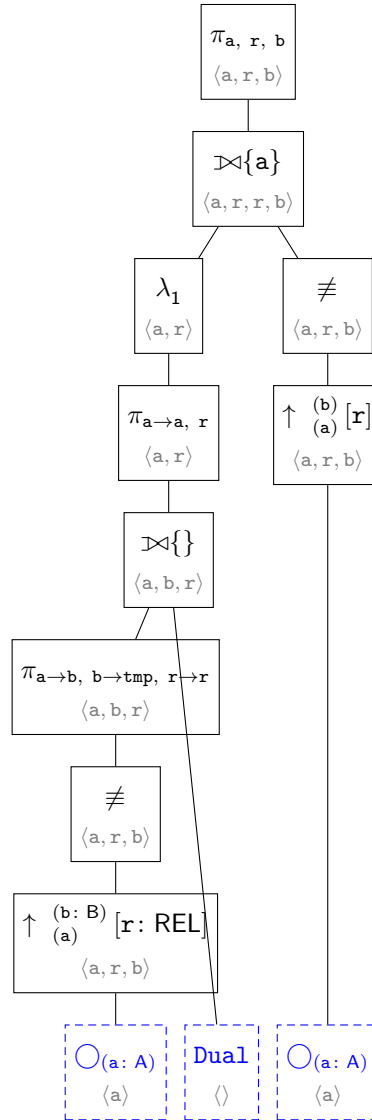 π a, r, b
⟨a, r, b⟩
⟕{a}
⟨a, r, r, b⟩
λ1
⟨a, r⟩
≢
⟨a, r, b⟩
π a→a, r
⟨a, r⟩
↑ (b) (a) [r]
⟨a, r, b⟩
⟕{}
⟨a, b, r⟩
π a→b, b→tmp, r→r
⟨a, b, r⟩
≢
⟨a, r, b⟩
↑ (b: B) (a) [r: REL]
⟨a, r, b⟩
○(a: A)
⟨a⟩
Dual
⟨⟩
○(a: A)
⟨a⟩